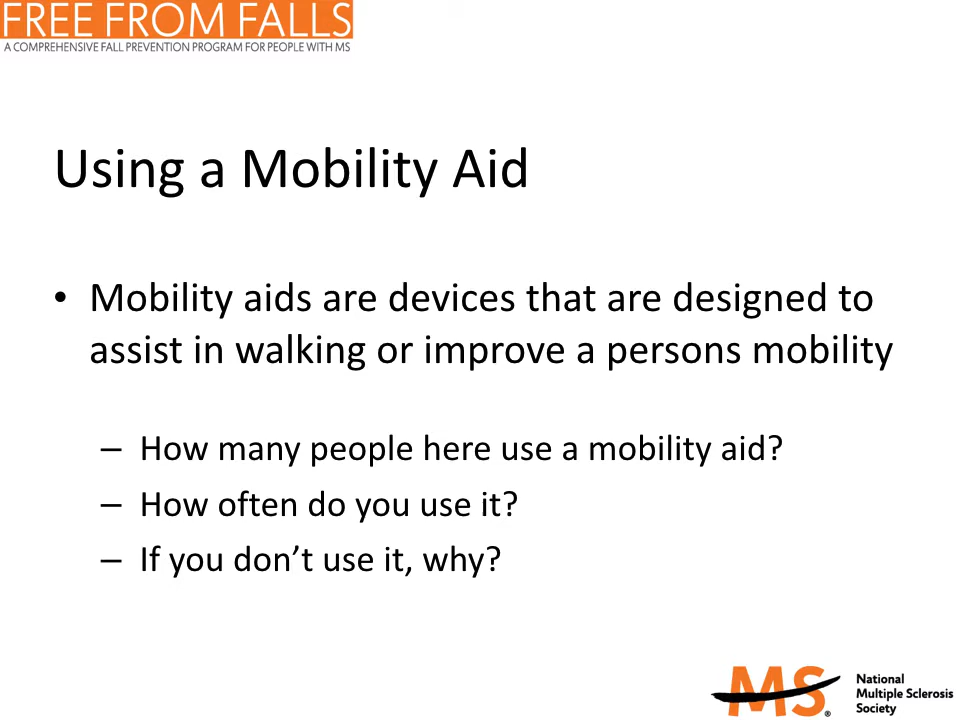 FREE FROM FALLS
A COMPREHENSIVE FALL PREVENTION PROGRAM FOR PEOPLE WITH MS
Using a Mobility Aid
• Mobility aids are devices that are designed to
assist in walking or improve a persons mobility
– How many people here use a mobility aid?
– How often do you use it?
– If you don’t use it, why?
MS®
National
Multiple Sclerosis
Society